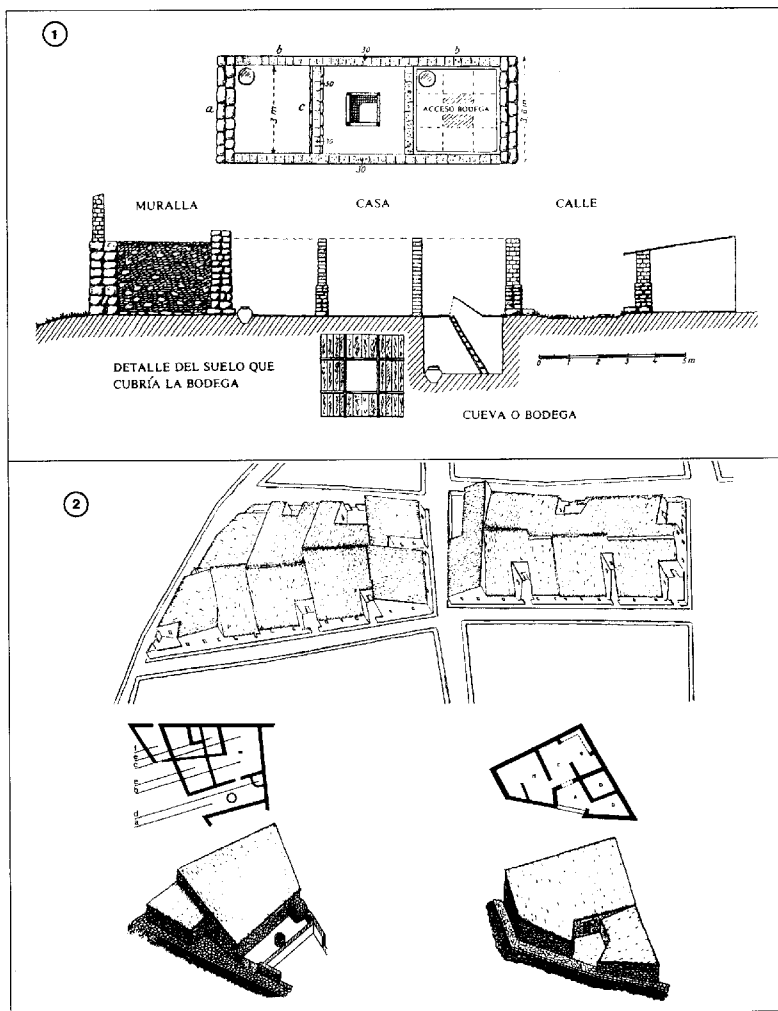 1
b 30 b
a 3 m c 50 ACCESO BODEGA
15
30
MURALLA CASA CALLE
DETALLE DEL SUELO QUE
CUBRÍA LA BODEGA
0 1 2 3 4 5 m
CUEVA O BODEGA
2
f
e
c
e
d
a